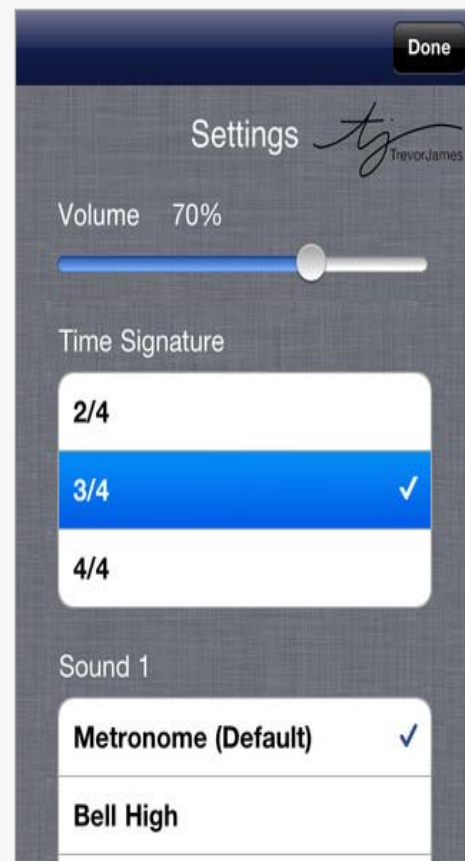 Done
Settings
tj
TrevorJames
Volume 70%
Time Signature
2/4
3/4
4/4
Sound 1
Metronome (Default)
Bell High